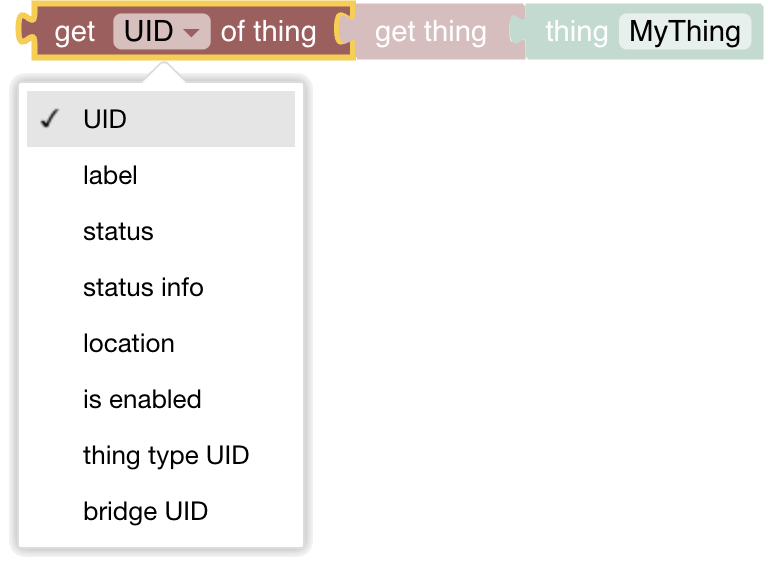 get UID of thing get thing thing MyThing
✓ UID
label
status
status info
location
is enabled
thing type UID
bridge UID